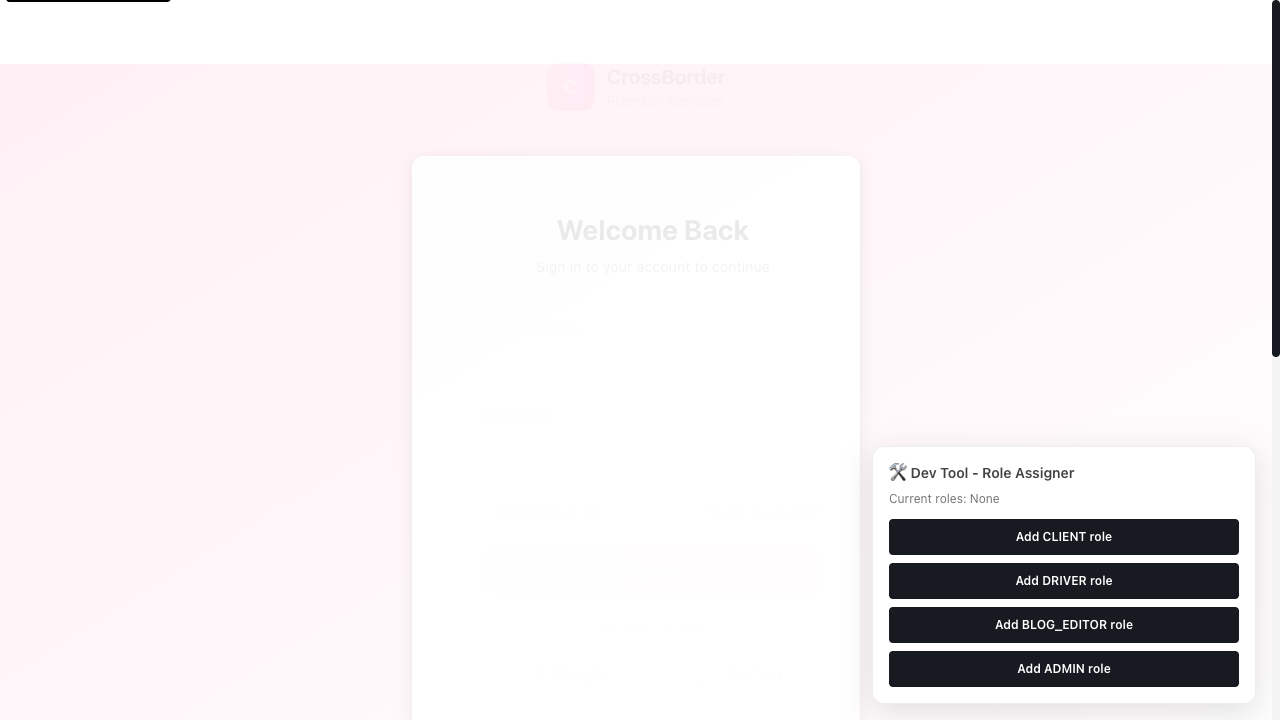 CrossBorder
Premium Services
Welcome Back
Sign in to your account to continue
🛠️ Dev Tool - Role Assigner
Current roles: None
Add CLIENT role
Add DRIVER role
Add BLOG_EDITOR role
Add ADMIN role